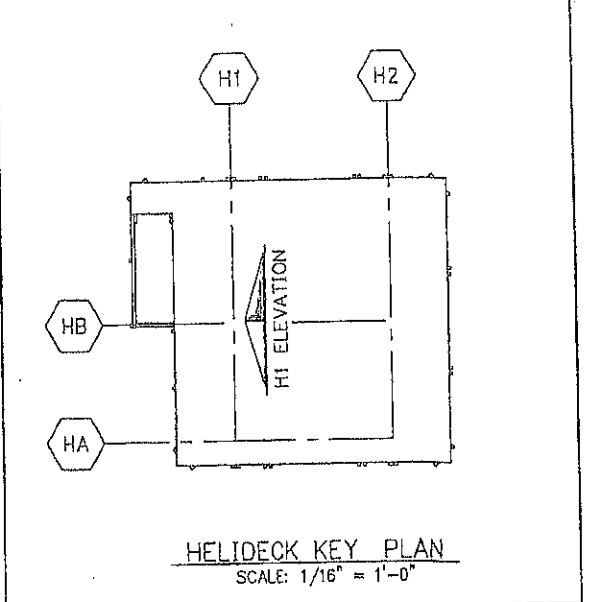 H1
H2
H1 ELEVATION
HB
HA
HELIDECK KEY PLAN
SCALE: 1/16" = 1'-0"